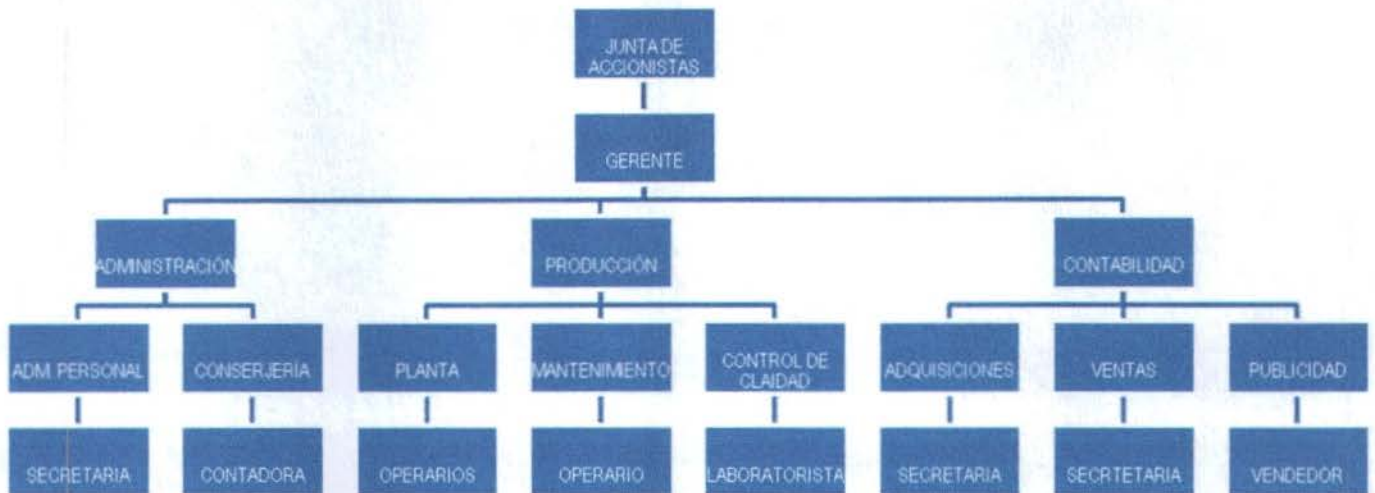 JUNTA DE
ACCIONISTAS
GERENTE
ADMINISTRACIÓN
PRODUCCIÓN
CONTABILIDAD
ADM. PERSONAL
CONSERJERÍA
PLANTA
MANTENIMIENTO
CONTROL DE
CLAIDAD
ADQUISICIONES
VENTAS
PUBLICIDAD
SECRETARIA
CONTADORA
OPERARIOS
OPERARIO
LABORATORISTA
SECRETARIA
SECRTETARIA
VENDEDOR